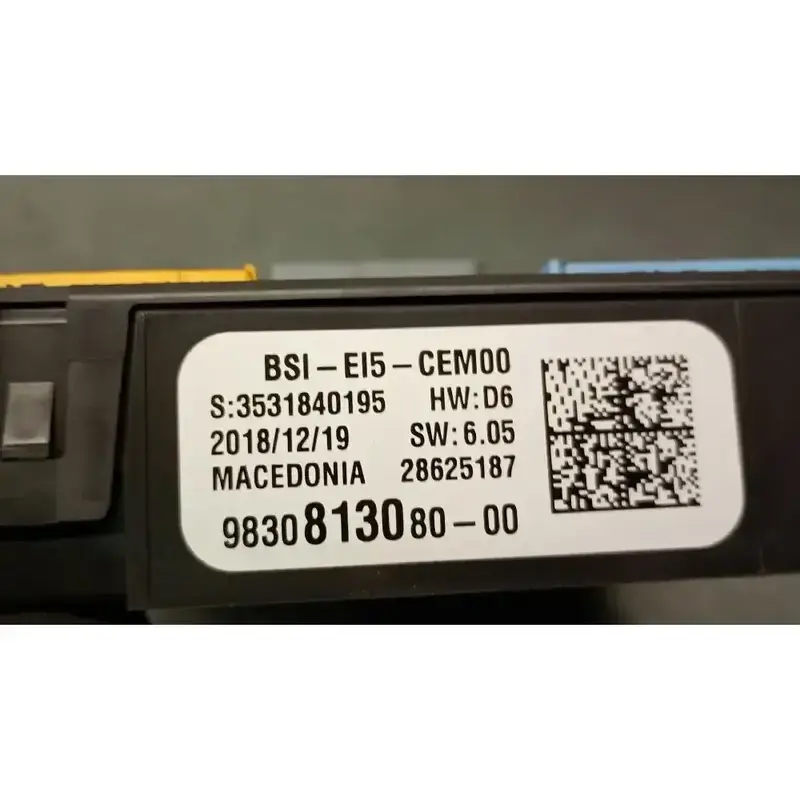 BSI-EI5-CEM00
S:3531840195 HW:D6
2018/12/19 SW:6.05
MACEDONIA 28625187
9830813080-00